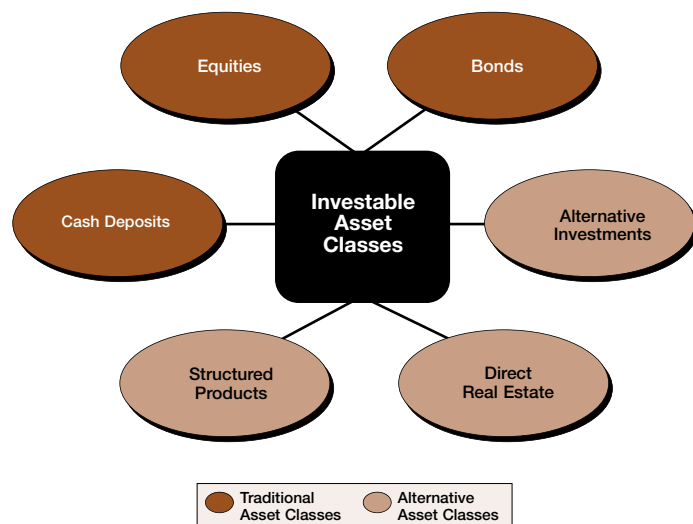 Equities
Bonds
Investable
Asset
Classes
Cash Deposits
Alternative
Investments
Structured
Products
Direct
Real Estate
Traditional
Asset Classes
Alternative
Asset Classes